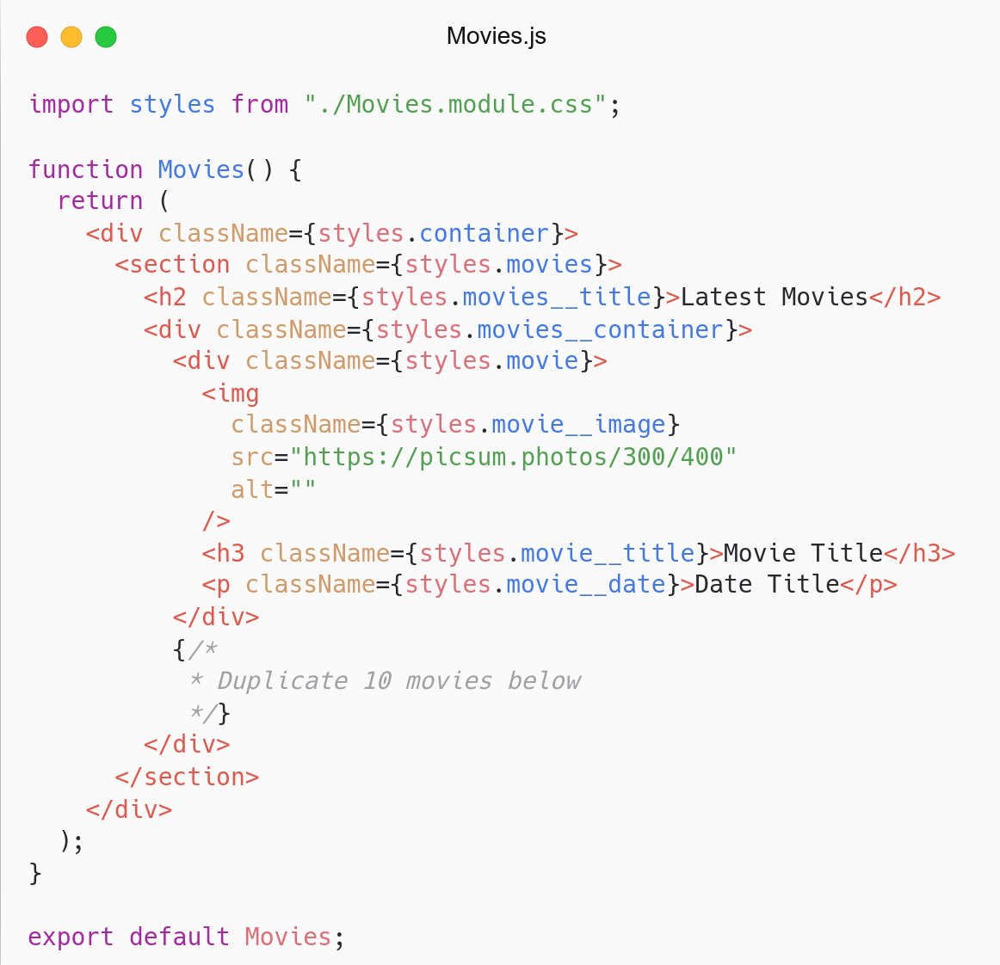 Movies.js
import styles from "./Movies.module.css";
function Movies() {
  return (
    <div className={styles.container}>
      <section className={styles.movies}>
        <h2 className={styles.movies__title}>Latest Movies</h2>
        <div className={styles.movies__container}>
          <div className={styles.movie}>
            <img
              className={styles.movie__image}
              src="https://picsum.photos/300/400"
              alt=""
            />
            <h3 className={styles.movie__title}>Movie Title</h3>
            <p className={styles.movie__date}>Date Title</p>
          </div>
          {/*
           * Duplicate 10 movies below
           */}
        </div>
      </section>
    </div>
  );
}
export default Movies;